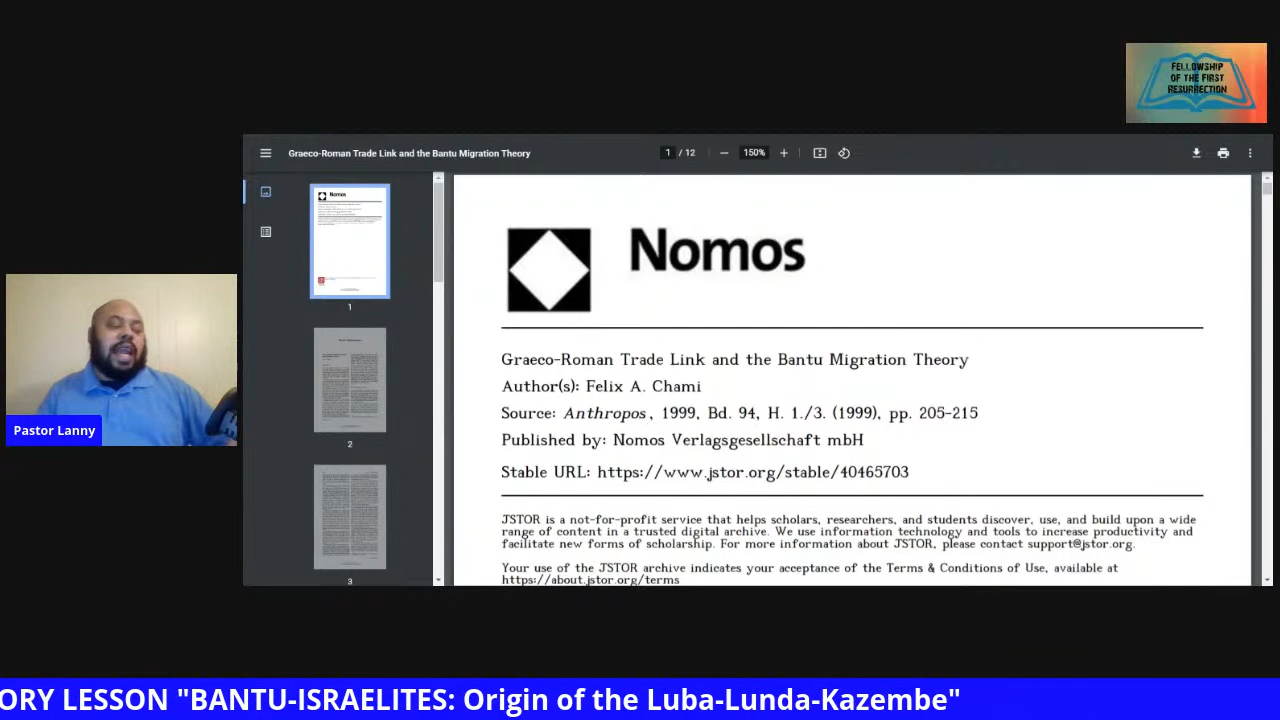 FELLOWSHIP
OF THE FIRST
RESURRECTION
Graeco-Roman Trade Link and the Bantu Migration Theory
1 / 12
150%
Nomos
1
2
3
Nomos
Graeco-Roman Trade Link and the Bantu Migration Theory
Author(s): Felix A. Chami
Source: Anthropos, 1999, Bd. 94, H. 1./3. (1999), pp. 205-215
Published by: Nomos Verlagsgesellschaft mbH
Stable URL: https://www.jstor.org/stable/40465703
JSTOR is a not-for-profit service that helps scholars, researchers, and students discover, use, and build upon a wide
range of content in a trusted digital archive. We use information technology and tools to increase productivity and
facilitate new forms of scholarship. For more information about JSTOR, please contact support@jstor.org.
Your use of the JSTOR archive indicates your acceptance of the Terms & Conditions of Use, available at
https://about.jstor.org/terms
Pastor Lanny
ORY LESSON "BANTU-ISRAELITES: Origin of the Luba-Lunda-Kazembe"